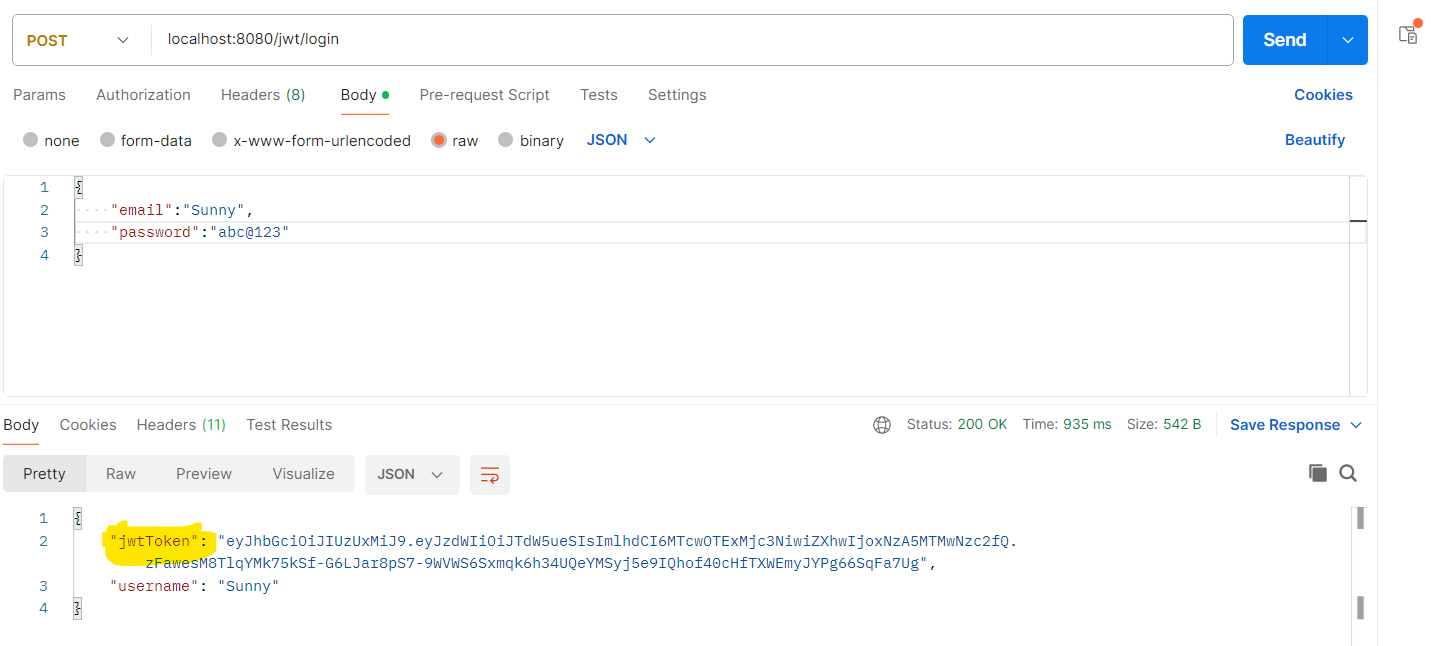 POST localhost:8080/jwt/login Send
Params Authorization Headers (8) Body Pre-request Script Tests Settings Cookies
none form-data x-www-form-urlencoded raw binary JSON Beautify
1 {
2 "email":"Sunny",
3 "password":"abc@123"
4 }
Body Cookies Headers (11) Test Results Status: 200 OK Time: 935 ms Size: 542 B Save Response
Pretty Raw Preview Visualize JSON
1 {
2 "jwtToken": "eyJhbGciOiJIUzUxMiJ9.eyJzdWIiOiJTdW5ueSIsImlhdCI6MTcwOTExMjc3NiwiZXhwIjoxNzA5MTMwNzc2fQ.
zFawesM8TlqYMk75kSf-G6LJar8pS7-9WVWS6Sxmqk6h34UQeYMSyj5e9IQhof40cHfTXWEmyJYPg66SqFa7Ug",
3 "username": "Sunny"
4 }